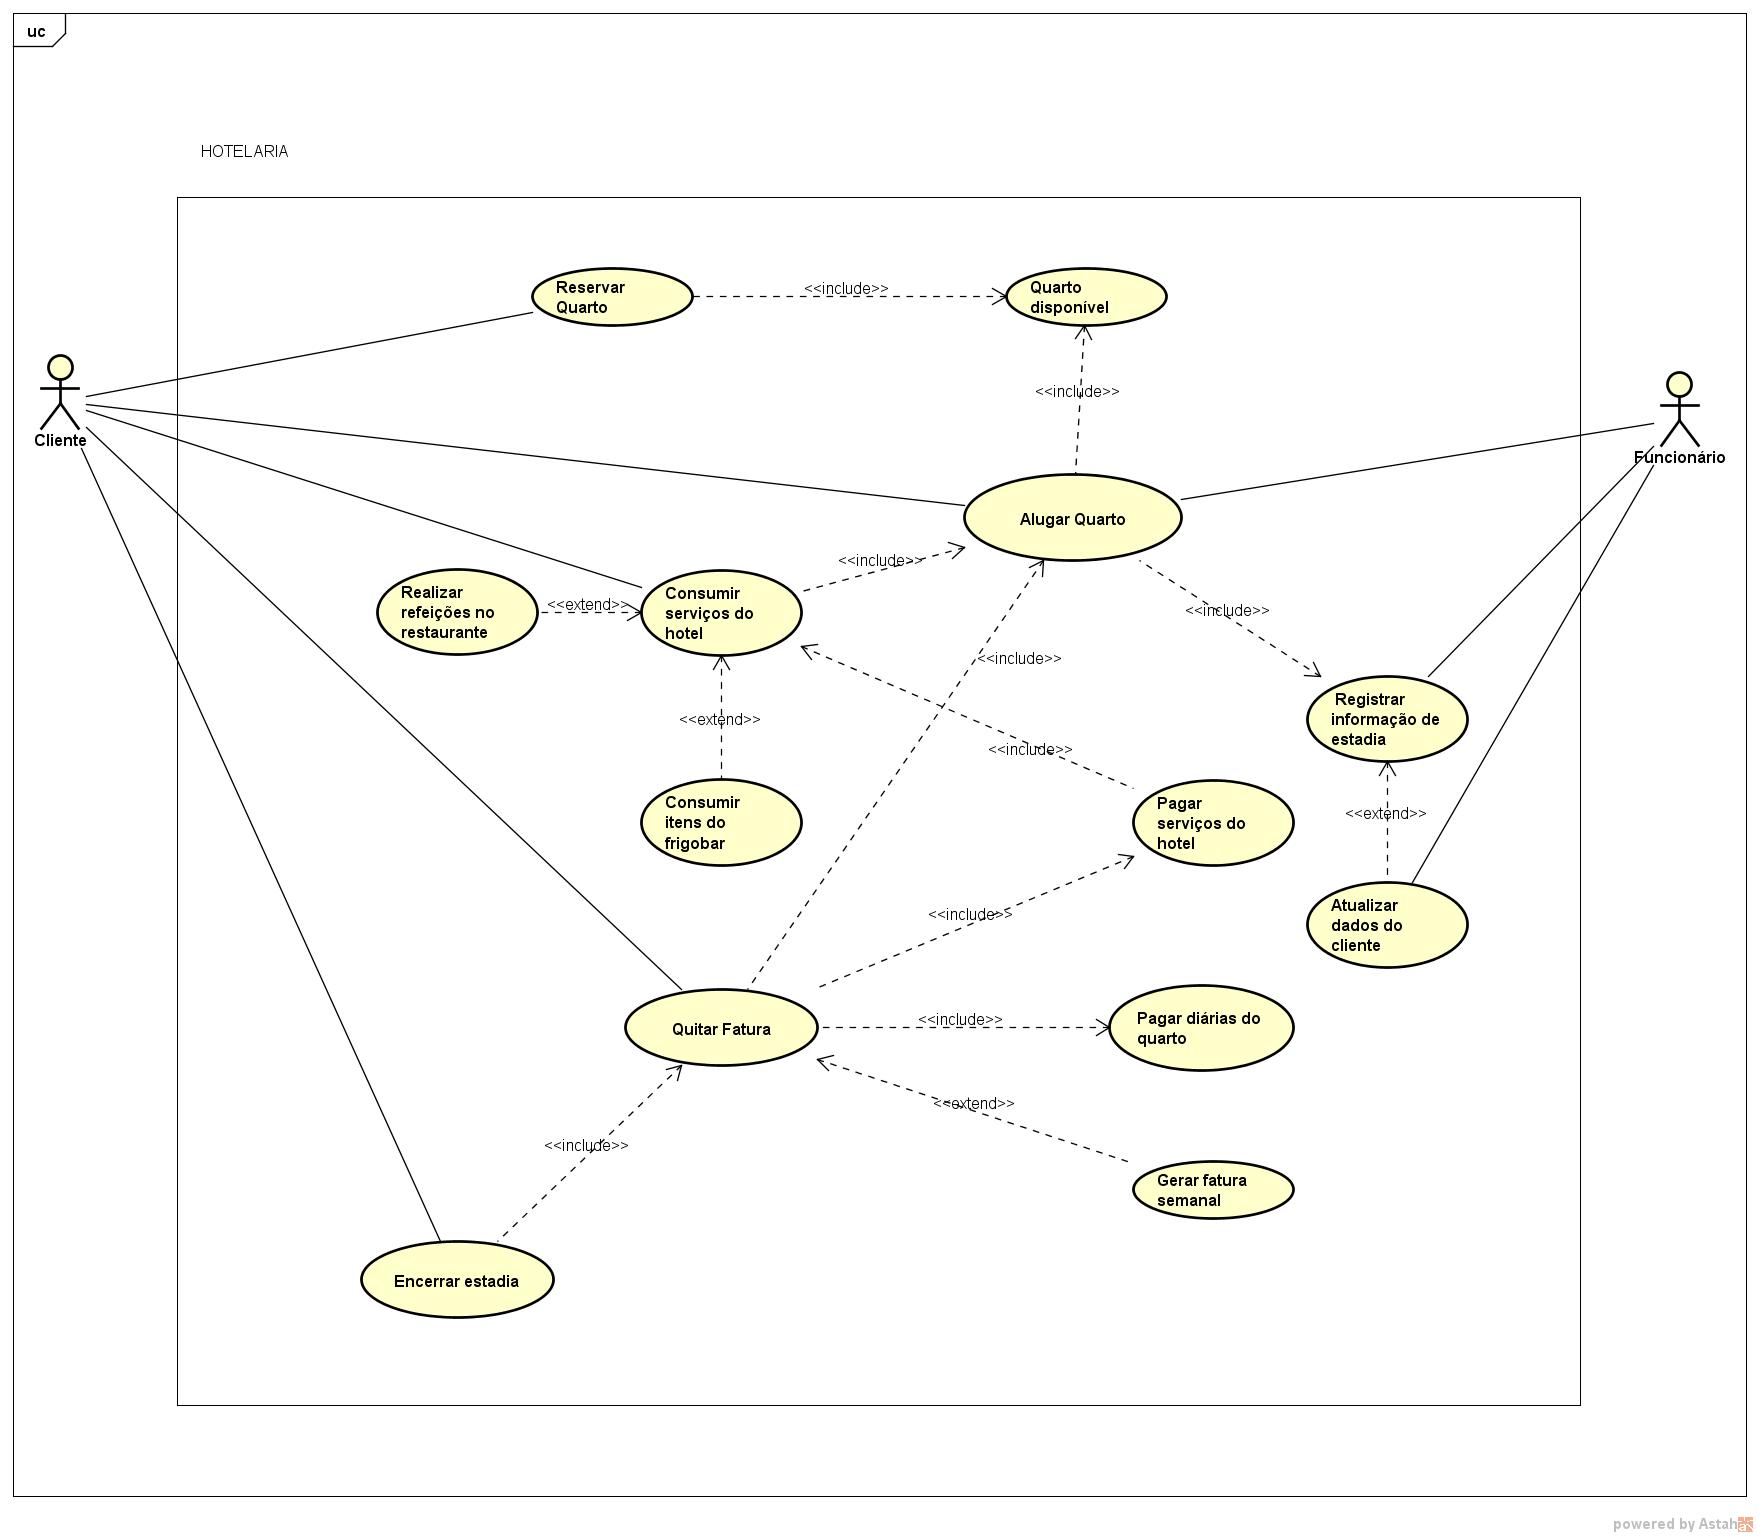 uc
HOTELARIA
Reservar
Quarto
<<include>>
Quarto
disponível
<<include>>
Cliente
Funcionário
Alugar Quarto
<<include>>
Realizar
refeições no
restaurante
<<extend>>
Consumir
serviços do
hotel
<<include>>
<<include>>
<<extend>>
<<include>>
Registrar
informação de
estadia
Consumir
itens do
frigobar
Pagar
serviços do
hotel
<<extend>>
<<include>>
Atualizar
dados do
cliente
Quitar Fatura
<<include>>
Pagar diárias do
quarto
<<extend>>
<<include>>
Gerar fatura
semanal
Encerrar estadia
powered by Astah